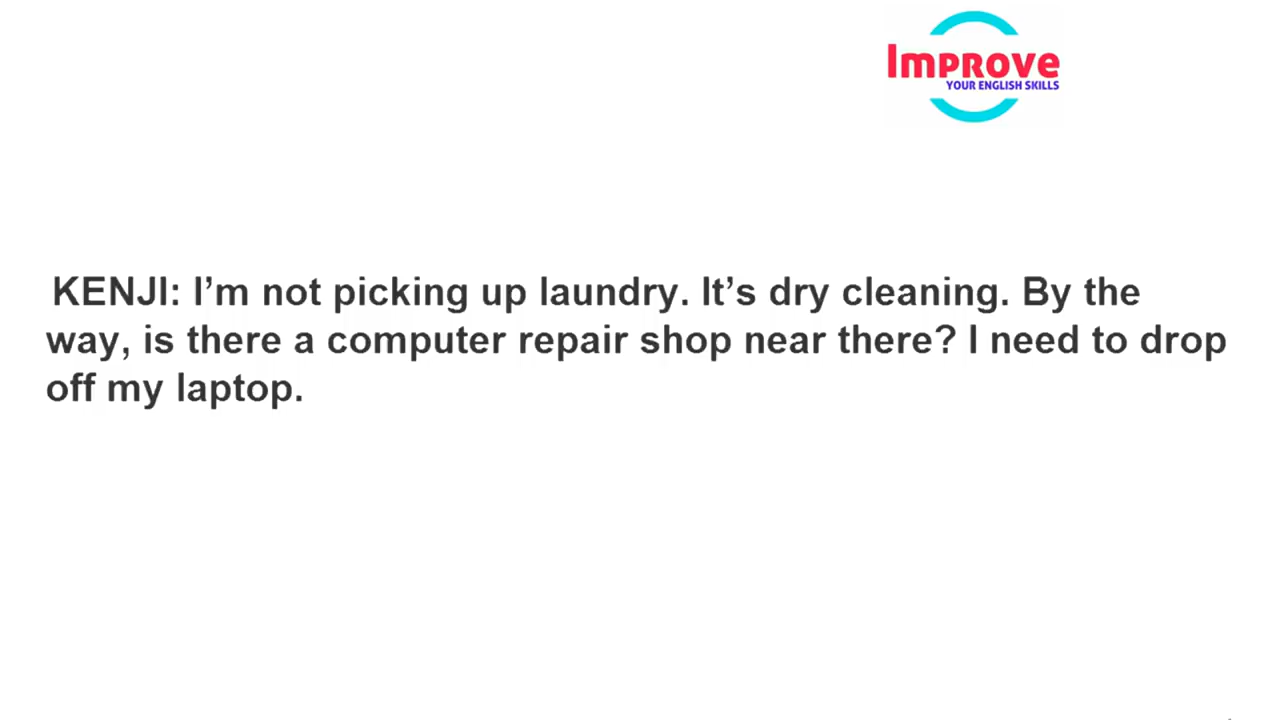 Improve
YOUR ENGLISH SKILLS
KENJI: I’m not picking up laundry. It’s dry cleaning. By the
way, is there a computer repair shop near there? I need to drop
off my laptop.